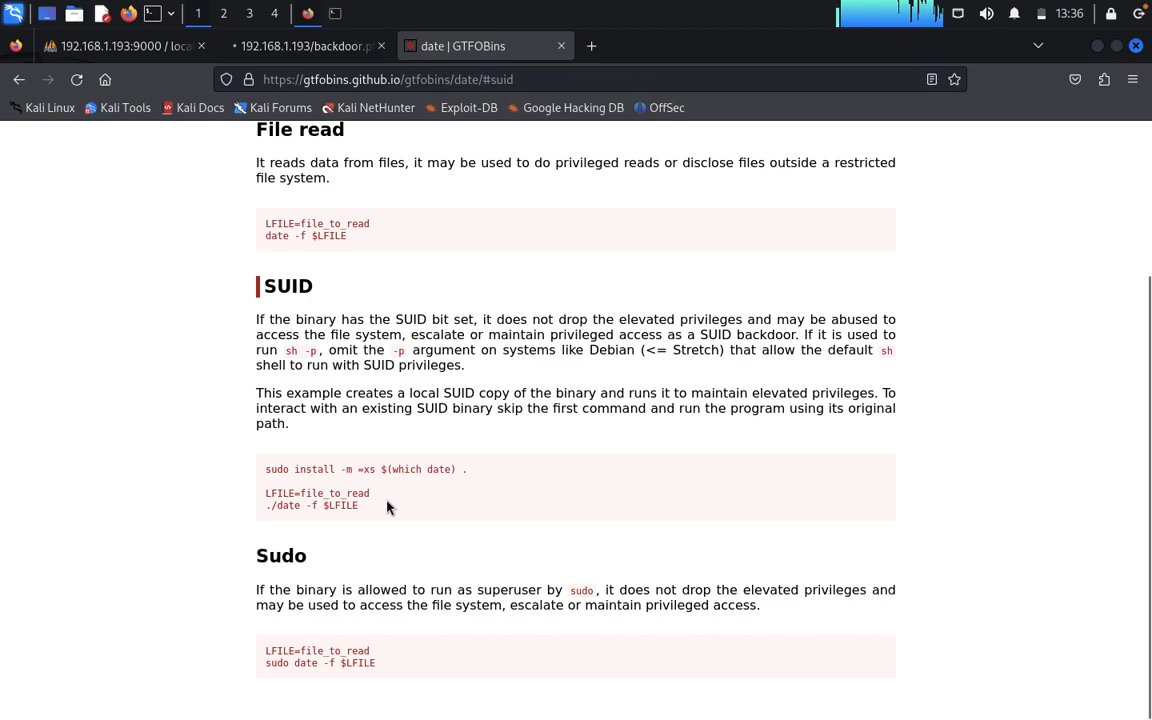 1
2
3
4
13:36
192.168.1.193:9000 / loca
192.168.1.193/backdoor.p
date | GTFOBins
https://gtfobins.github.io/gtfobins/date/#suid
Kali Linux
Kali Tools
Kali Docs
Kali Forums
Kali NetHunter
Exploit-DB
Google Hacking DB
OffSec
File read
It reads data from files, it may be used to do privileged reads or disclose files outside a restricted
file system.
LFILE=file_to_read
date -f $LFILE
SUID
If the binary has the SUID bit set, it does not drop the elevated privileges and may be abused to
access the file system, escalate or maintain privileged access as a SUID backdoor. If it is used to
run sh -p, omit the -p argument on systems like Debian (<= Stretch) that allow the default sh
shell to run with SUID privileges.
This example creates a local SUID copy of the binary and runs it to maintain elevated privileges. To
interact with an existing SUID binary skip the first command and run the program using its original
path.
sudo install -m =xs $(which date) .
LFILE=file_to_read
./date -f $LFILE
Sudo
If the binary is allowed to run as superuser by sudo, it does not drop the elevated privileges and
may be used to access the file system, escalate or maintain privileged access.
LFILE=file_to_read
sudo date -f $LFILE